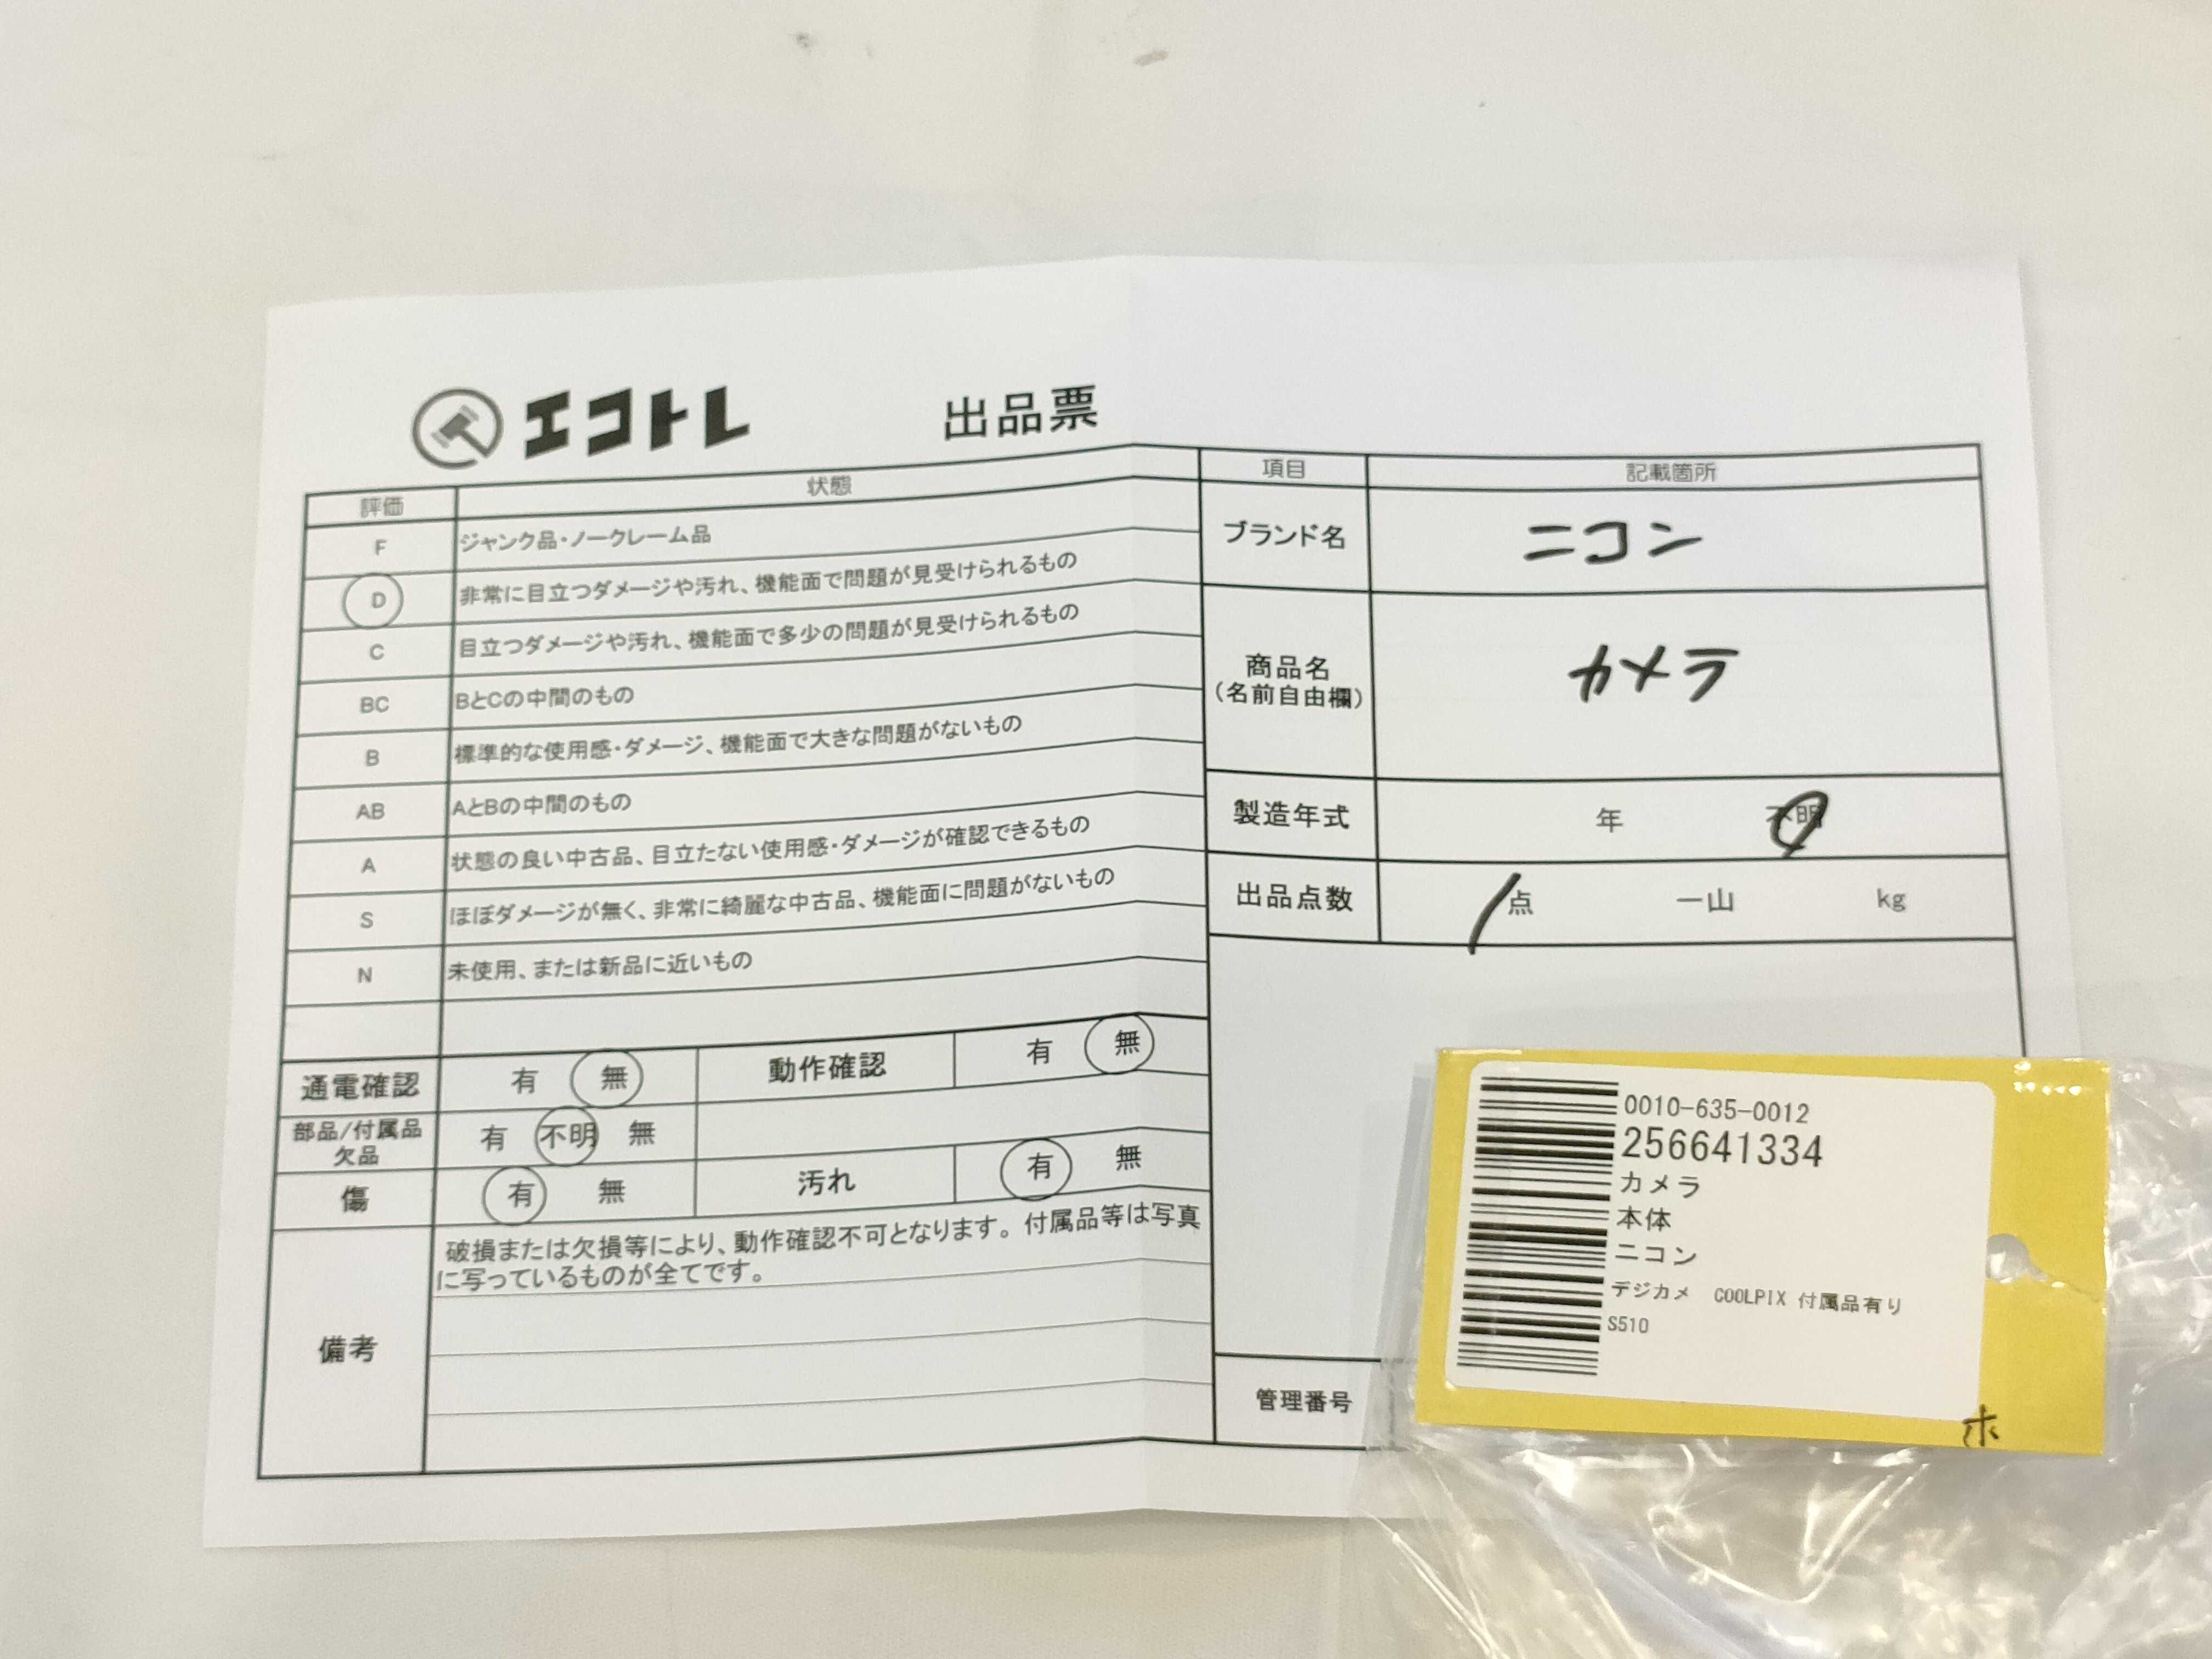 エコトレ 出品票
評価 状態
F ジャンク品・ノークレーム品
D 非常に目立つダメージや汚れ、機能面で問題が見受けられるもの
C 目立つダメージや汚れ、機能面で多少の問題が見受けられるもの
BC BとCの中間のもの
B 標準的な使用感・ダメージ、機能面で大きな問題がないもの
AB AとBの中間のもの
A 状態の良い中古品、目立たない使用感・ダメージが確認できるもの
S ほぼダメージが無く、非常に綺麗な中古品、機能面に問題がないもの
N 未使用、または新品に近いもの
通電確認 有 無 動作確認 有 無
部品/付属品
欠品 有 不明 無
傷 有 無 汚れ 有 無
備考
破損または欠損等により、動作確認不可となります。付属品等は写真
に写っているものが全てです。
項目 記載箇所
ブランド名 ニコン
商品名
(名前自由欄)
カメラ
製造年式 年 不明
出品点数 1点 一山 kg
管理番号
0010-635-0012
256641334
カメラ
本体
ニコン
デジカメ COOLPIX 付属品有り
S510
ホ